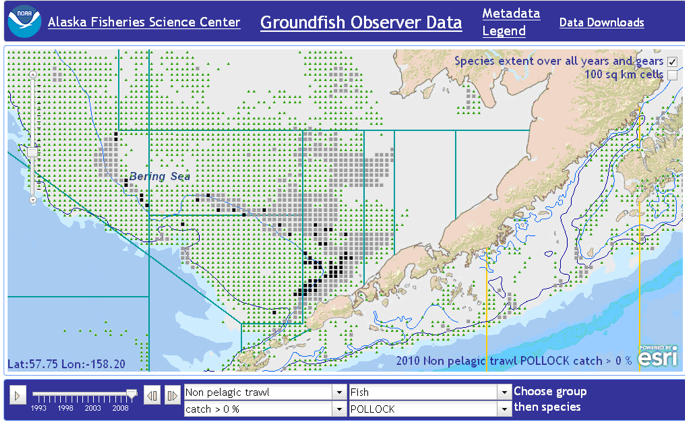 NOAA
Alaska Fisheries Science Center
Groundfish Observer Data
Metadata
Legend
Data Downloads
Species extent over all years and gears
100 sq km cells
Bering Sea
Lat:57.75 Lon:-158.20
2010 Non pelagic trawl POLLOCK catch > 0 %
POWERED BY
esri
1993 1998 2003 2008
Non pelagic trawl
Fish
Choose group
catch > 0 %
POLLOCK
then species